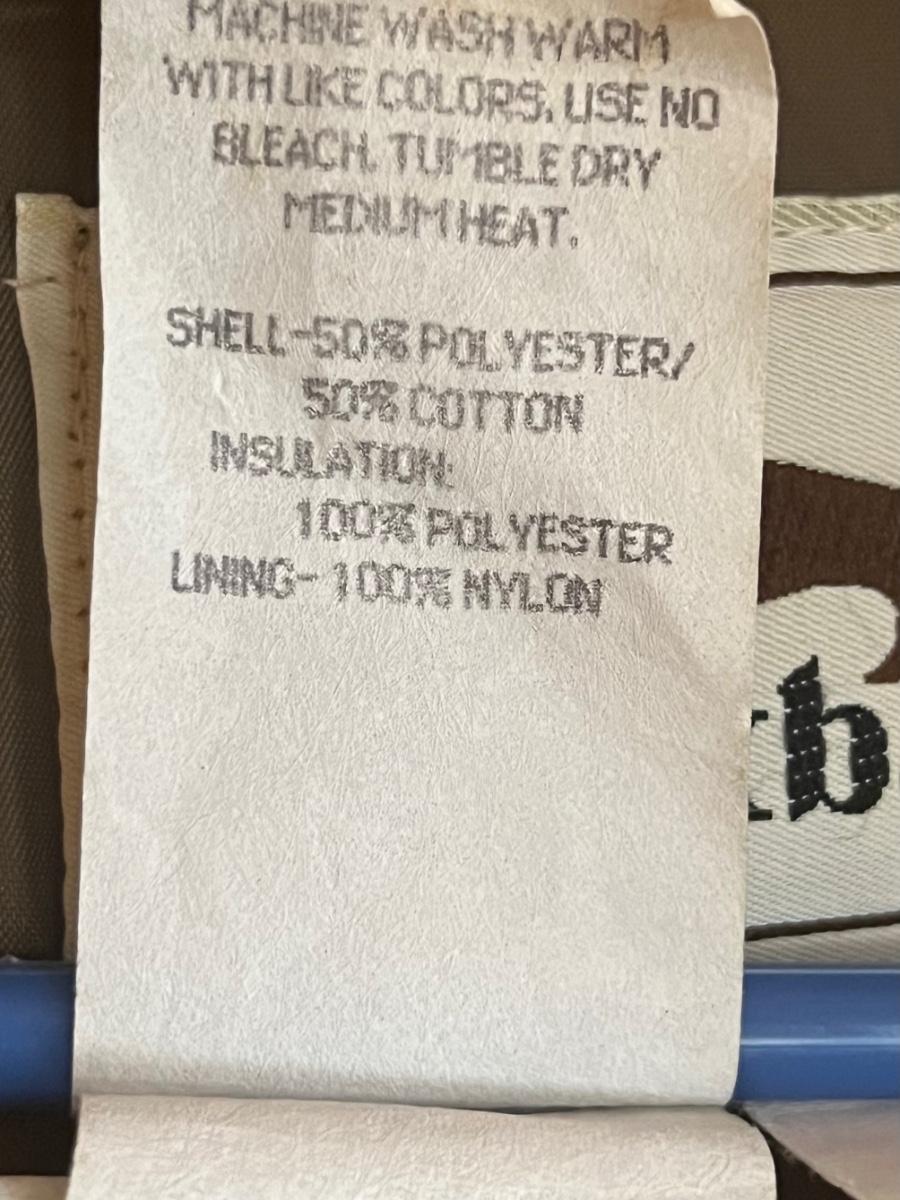 MACHINE WASH WARM
WITH LIKE COLORS. USE NO
BLEACH. TUMBLE DRY
MEDIUM HEAT.
SHELL-50% POLYESTER/
50% COTTON
INSULATION:
100% POLYESTER
LINING- 100% NYLON
b